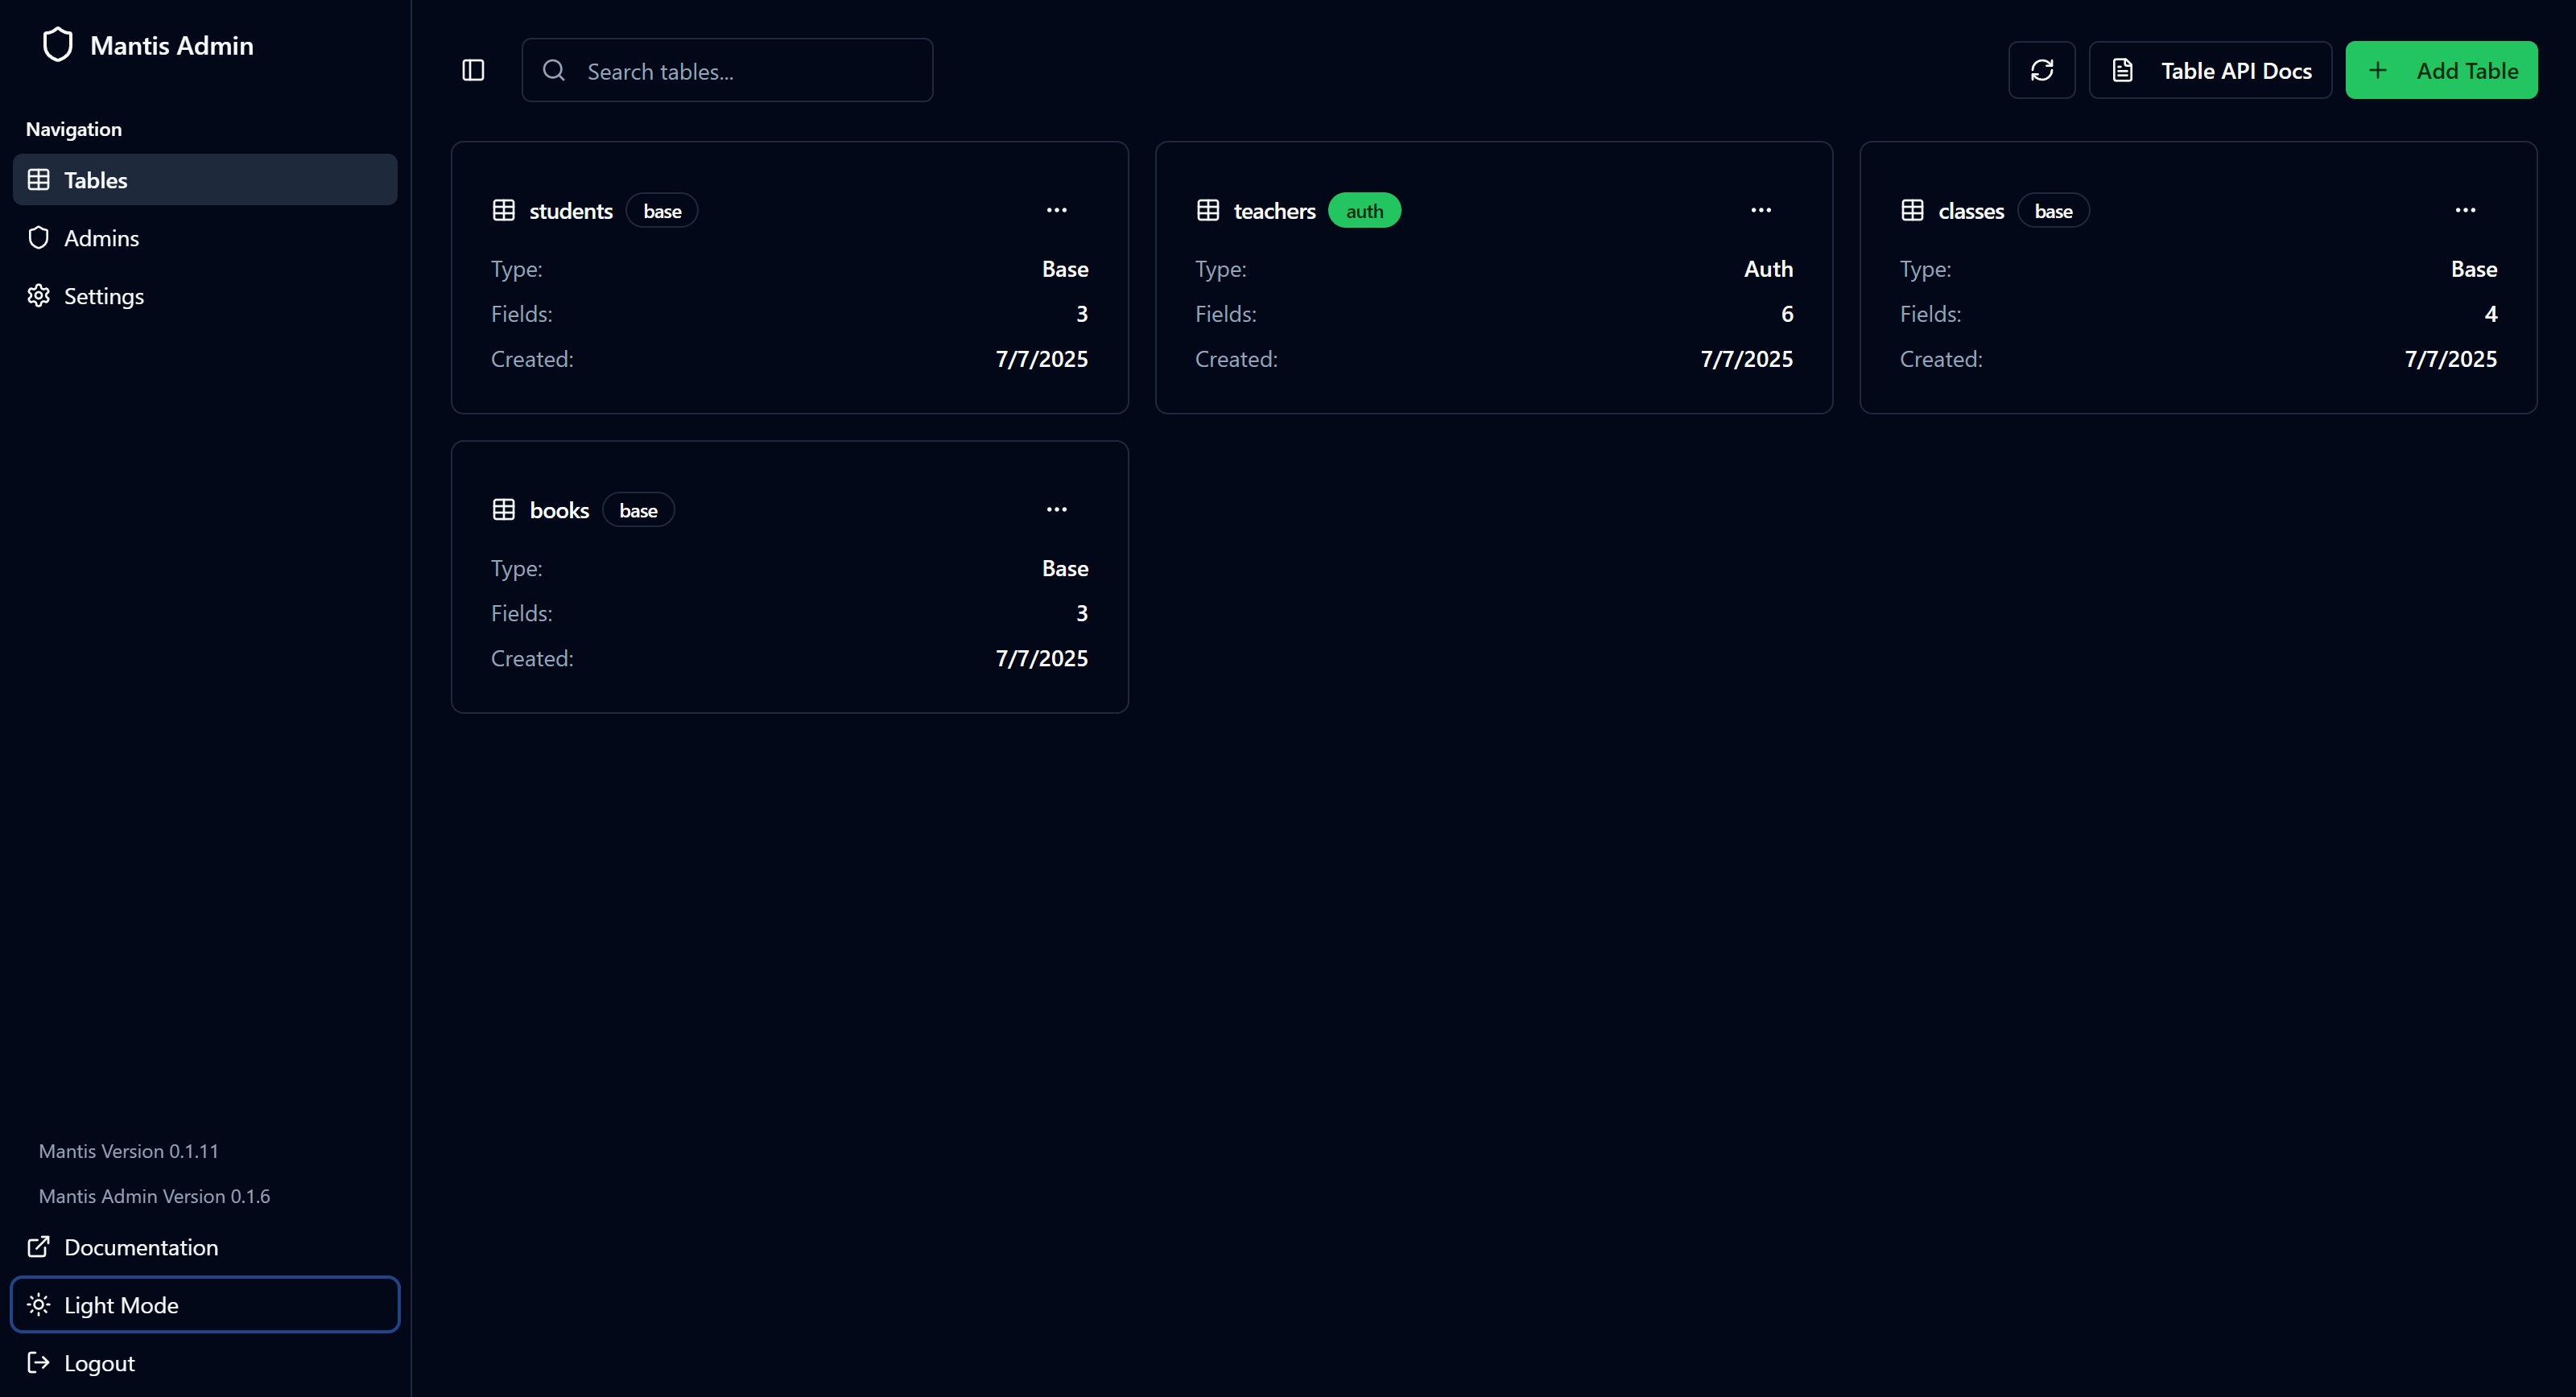 Mantis Admin
Navigation
Tables
Admins
Settings
Mantis Version 0.1.11
Mantis Admin Version 0.1.6
Documentation
Light Mode
Logout
Search tables...
Table API Docs
Add Table
students base
Type: Base
Fields: 3
Created: 7/7/2025
teachers auth
Type: Auth
Fields: 6
Created: 7/7/2025
classes base
Type: Base
Fields: 4
Created: 7/7/2025
books base
Type: Base
Fields: 3
Created: 7/7/2025